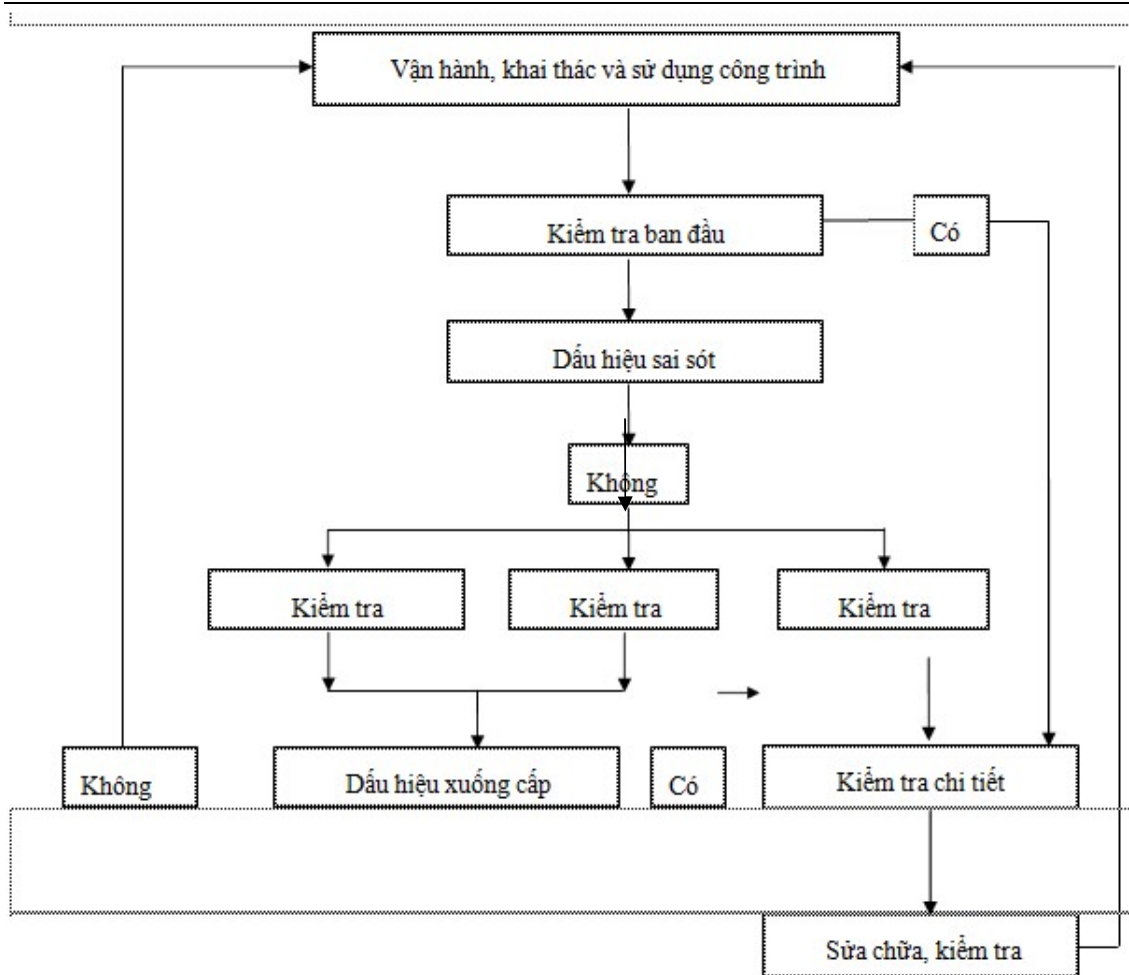 Vận hành, khai thác và sử dụng công trình
Kiểm tra ban đầu
Có
Dấu hiệu sai sót
Không
Kiểm tra
Kiểm tra
Kiểm tra
Không
Dấu hiệu xuống cấp
Có
Kiểm tra chi tiết
Sửa chữa, kiểm tra